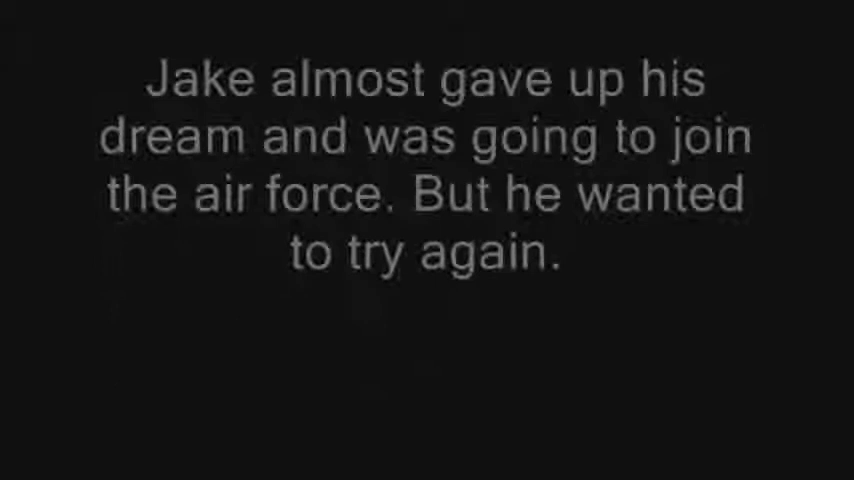 Jake almost gave up his
dream and was going to join
the air force. But he wanted
to try again.